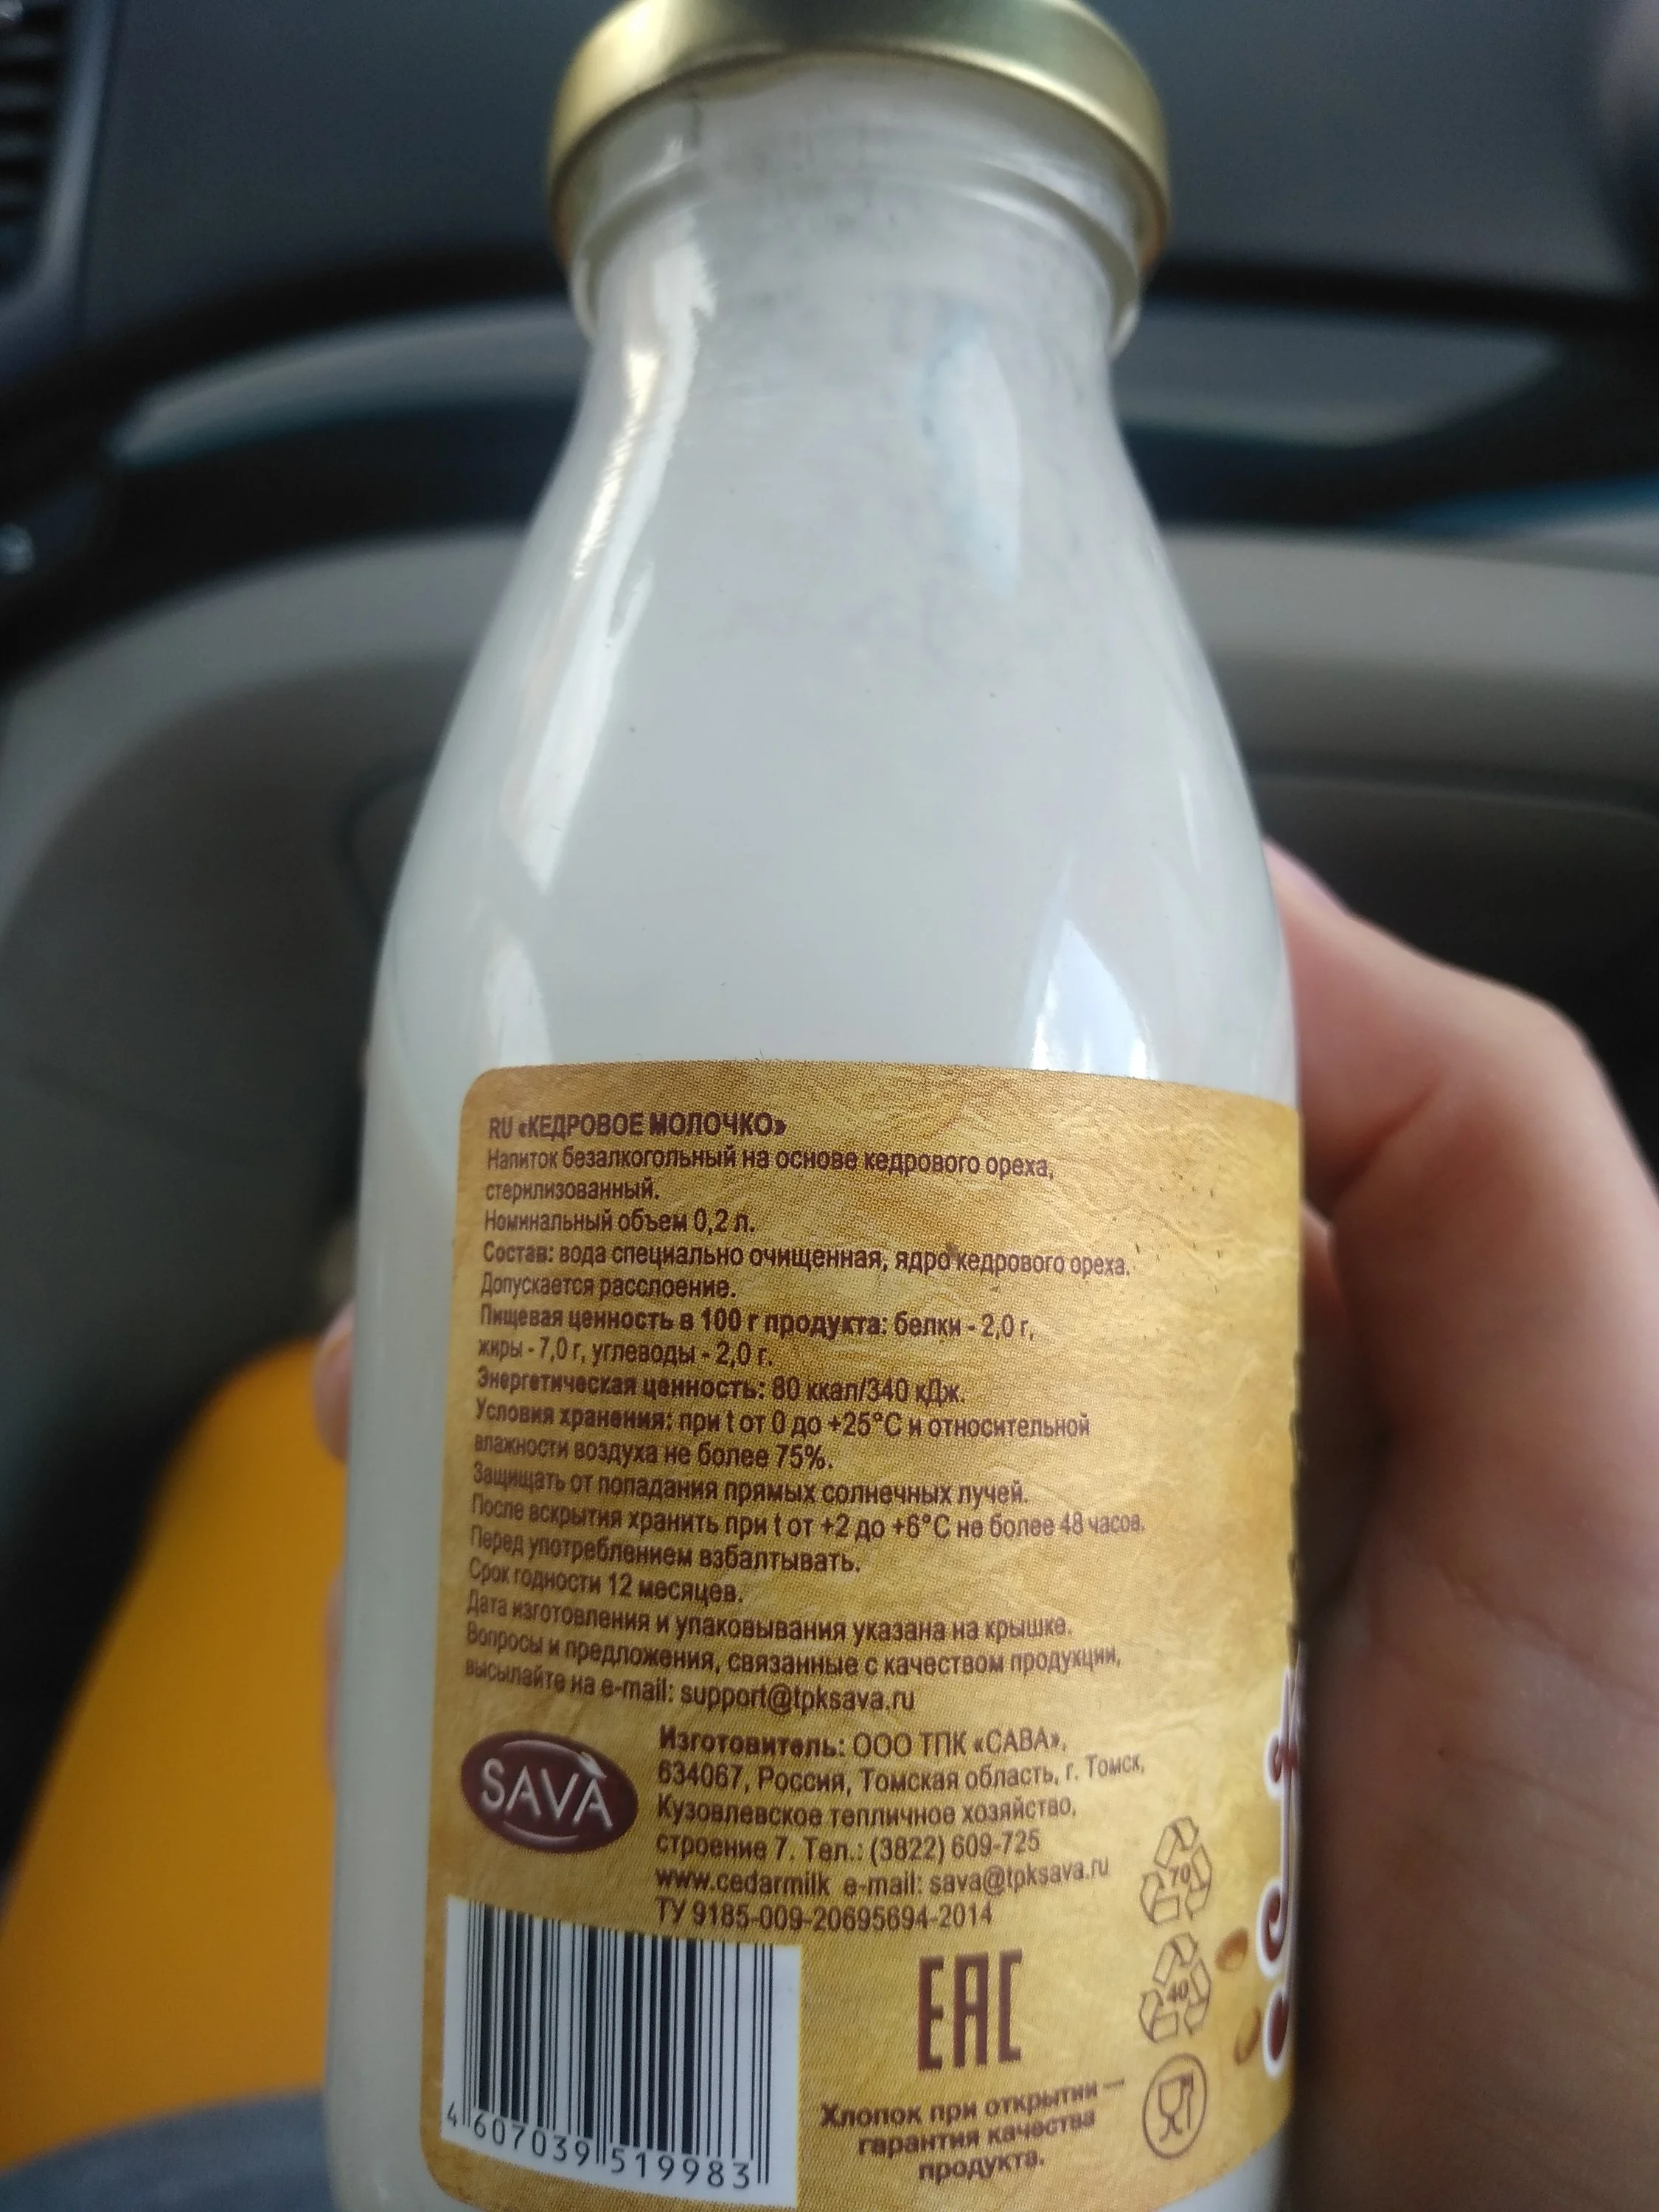 RU «КЕДРОВОЕ МОЛОЧКО»
Напиток безалкогольный на основе кедрового ореха,
стерилизованный.
Номинальный объем 0,2 л.
Состав: вода специально очищенная, ядро кедрового ореха.
Допускается расслоение.
Пищевая ценность в 100 г продукта: белки - 2,0 г,
жиры - 7,0 г, углеводы - 2,0 г.
Энергетическая ценность: 80 ккал/340 кДж.
Условия хранения: при t от 0 до +25°С и относительной
влажности воздуха не более 75%.
Защищать от попадания прямых солнечных лучей.
После вскрытия хранить при t от +2 до +6°С не более 48 часов.
Перед употреблением взбалтывать.
Срок годности 12 месяцев.
Дата изготовления и упаковывания указана на крышке.
Вопросы и предложения, связанные с качеством продукции,
высылайте на e-mail: support@tpksava.ru
SAVA
Изготовитель: ООО ТПК «САВА»,
634067, Россия, Томская область, г. Томск,
Кузовлевское тепличное хозяйство,
строение 7. Тел.: (3822) 609-725
www.cedarmilk e-mail: sava@tpksava.ru
ТУ 9185-009-20695694-2014
70
40
EAC
Хлопок при открытии —
гарантия качества
продукта.
4 607039 519983